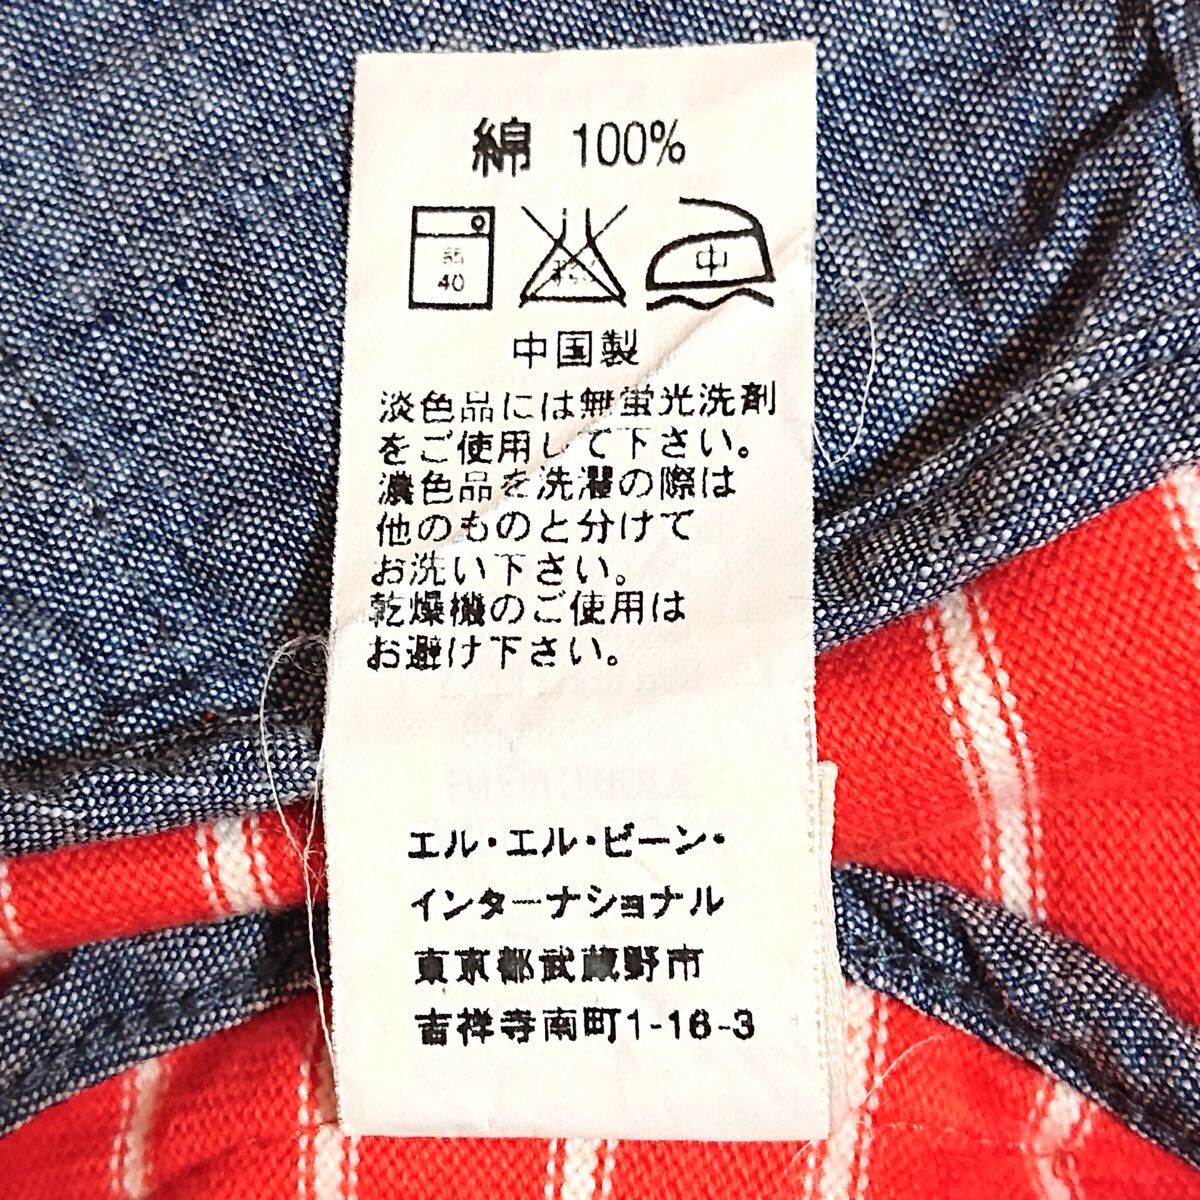 綿 100%
40
中
中国製
淡色品には無蛍光洗剤
をご使用して下さい。
濃色品を洗濯の際は
他のものと分けて
お洗い下さい。
乾燥機のご使用は
お避け下さい。
エル・エル・ビーン・
インターナショナル
東京都武蔵野市
吉祥寺南町1-16-3